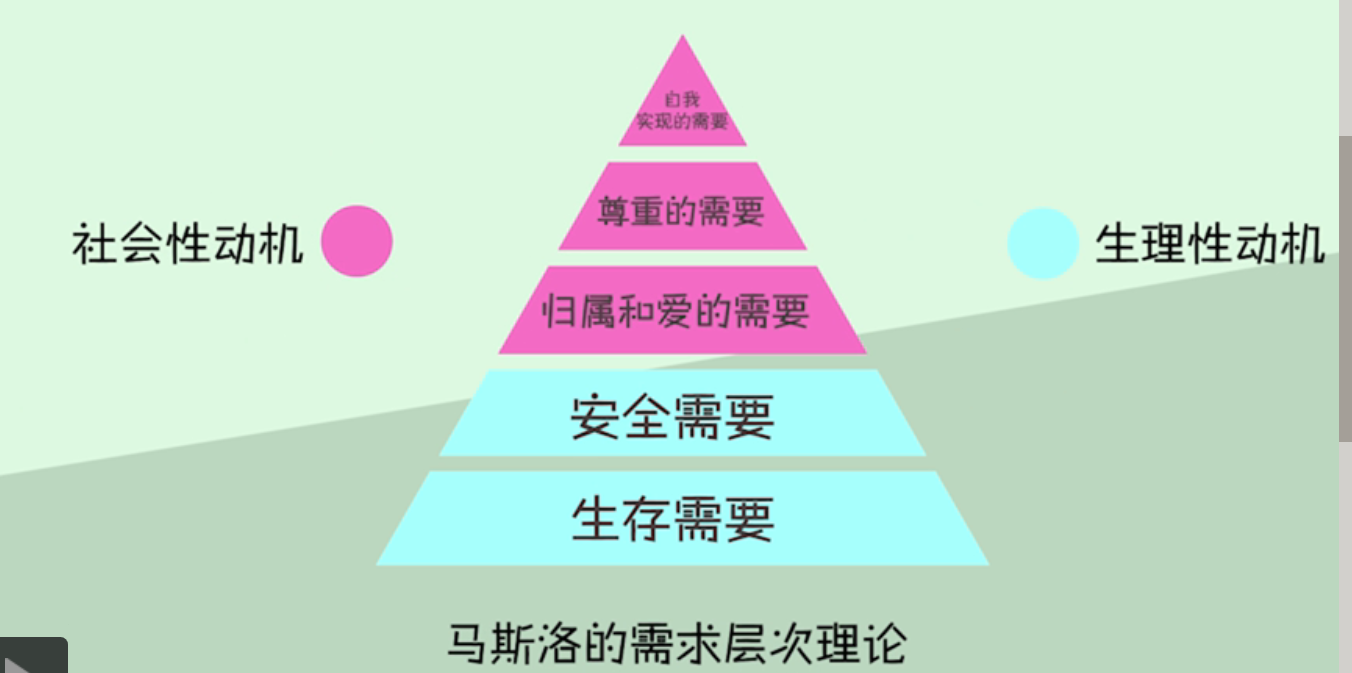 自我
实现的需要
尊重的需要
社会性动机
生理性动机
归属和爱的需要
安全需要
生存需要
马斯洛的需求层次理论